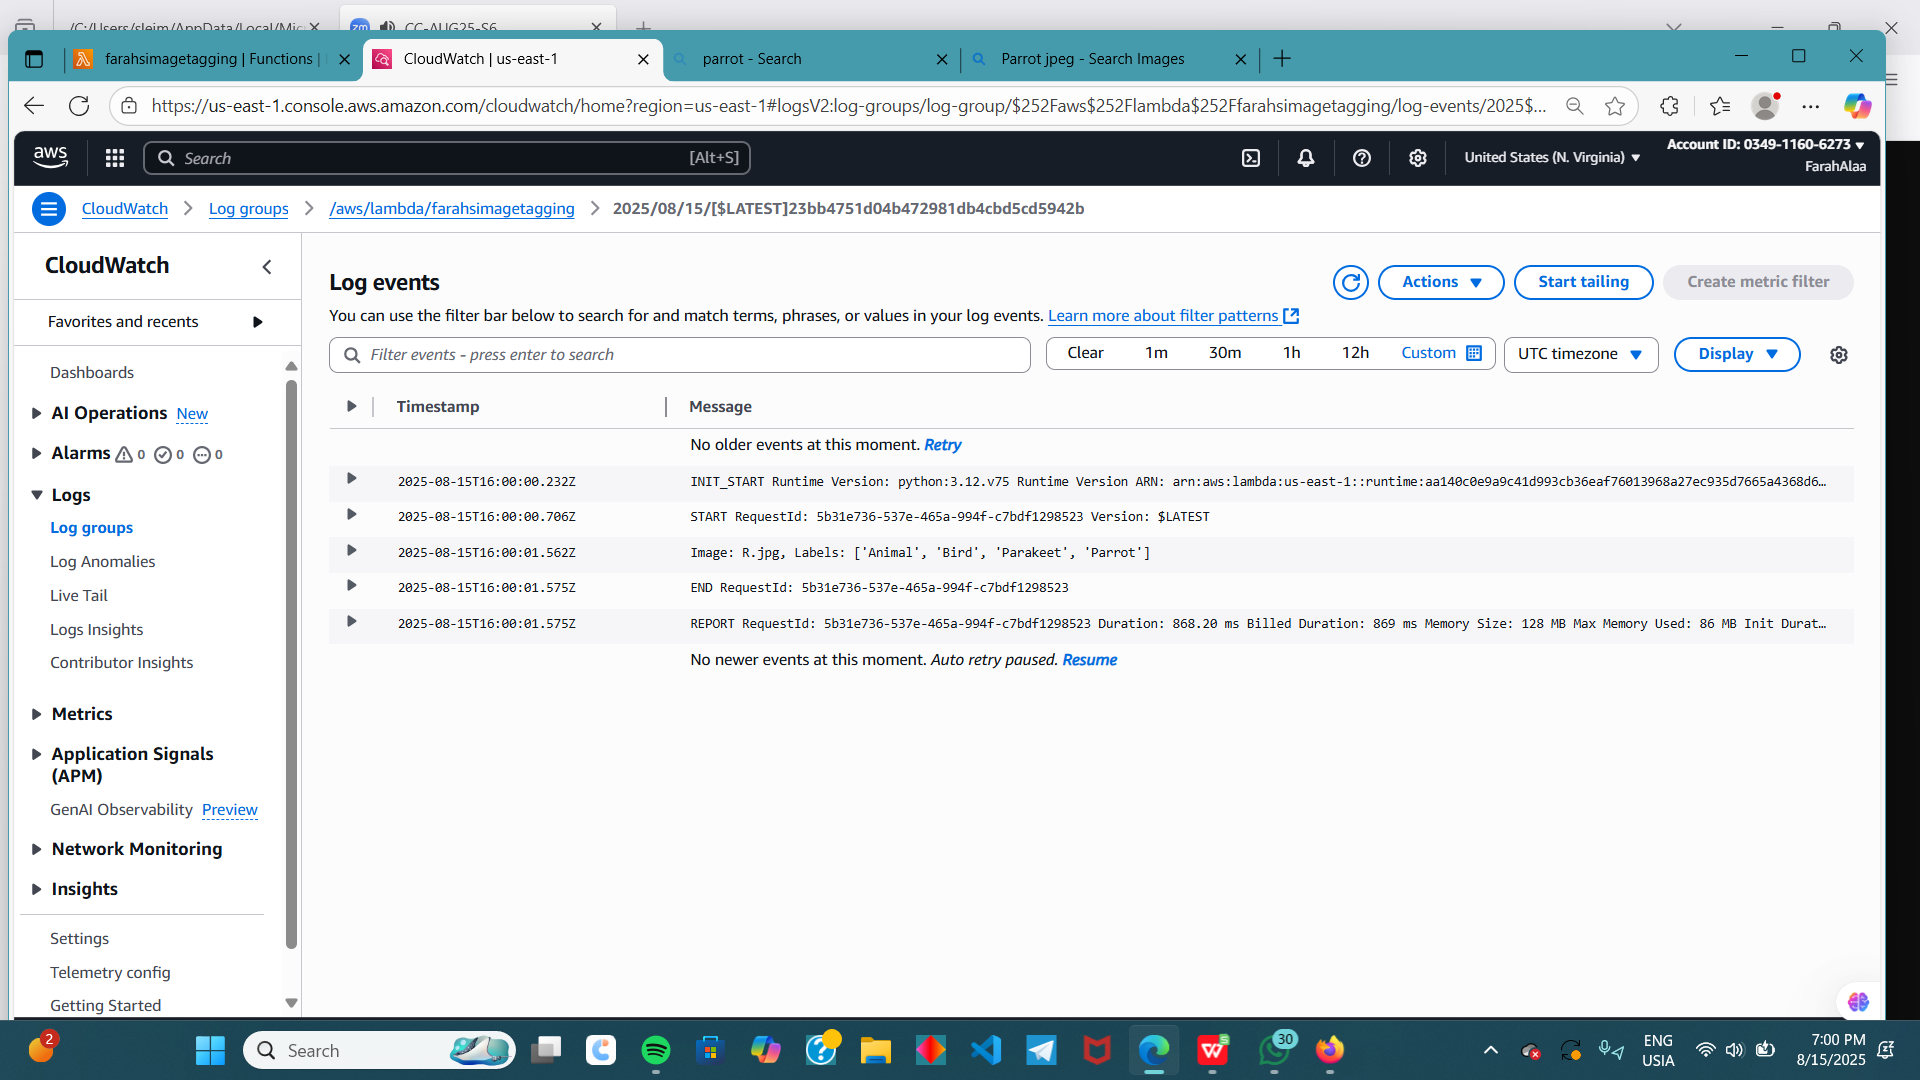 /C:/Users/sleim/AppData/Local/Mic
CC-AUG25-S6
farahsimagetagging | Functions |
CloudWatch | us-east-1
parrot - Search
Parrot jpeg - Search Images
https://us-east-1.console.aws.amazon.com/cloudwatch/home?region=us-east-1#logsV2:log-groups/log-group/$252Faws$252Flambda$252Ffarahsimagetagging/log-events/2025$...
aws
Search
[Alt+S]
United States (N. Virginia)
Account ID: 0349-1160-6273
FarahAlaa
CloudWatch
Log groups
/aws/lambda/farahsimagetagging
2025/08/15/[$LATEST]23bb4751d04b472981db4cbd5cd5942b
CloudWatch
Favorites and recents
Dashboards
AI Operations New
Alarms 0 0 0
Logs
Log groups
Log Anomalies
Live Tail
Logs Insights
Contributor Insights
Metrics
Application Signals
(APM)
GenAI Observability Preview
Network Monitoring
Insights
Settings
Telemetry config
Getting Started
Log events
Actions
Start tailing
Create metric filter
You can use the filter bar below to search for and match terms, phrases, or values in your log events. Learn more about filter patterns
Filter events - press enter to search
Clear 1m 30m 1h 12h Custom
UTC timezone
Display
Timestamp Message
No older events at this moment. Retry
2025-08-15T16:00:00.232Z INIT_START Runtime Version: python:3.12.v75 Runtime Version ARN: arn:aws:lambda:us-east-1::runtime:aa140c0e9a9c41d993cb36eaf76013968a27ec935d7665a4368d6…
2025-08-15T16:00:00.706Z START RequestId: 5b31e736-537e-465a-994f-c7bdf1298523 Version: $LATEST
2025-08-15T16:00:01.562Z Image: R.jpg, Labels: ['Animal', 'Bird', 'Parakeet', 'Parrot']
2025-08-15T16:00:01.575Z END RequestId: 5b31e736-537e-465a-994f-c7bdf1298523
2025-08-15T16:00:01.575Z REPORT RequestId: 5b31e736-537e-465a-994f-c7bdf1298523 Duration: 868.20 ms Billed Duration: 869 ms Memory Size: 128 MB Max Memory Used: 86 MB Init Durat…
No newer events at this moment. Auto retry paused. Resume
2
Search
30
ENG
USIA
7:00 PM
8/15/2025